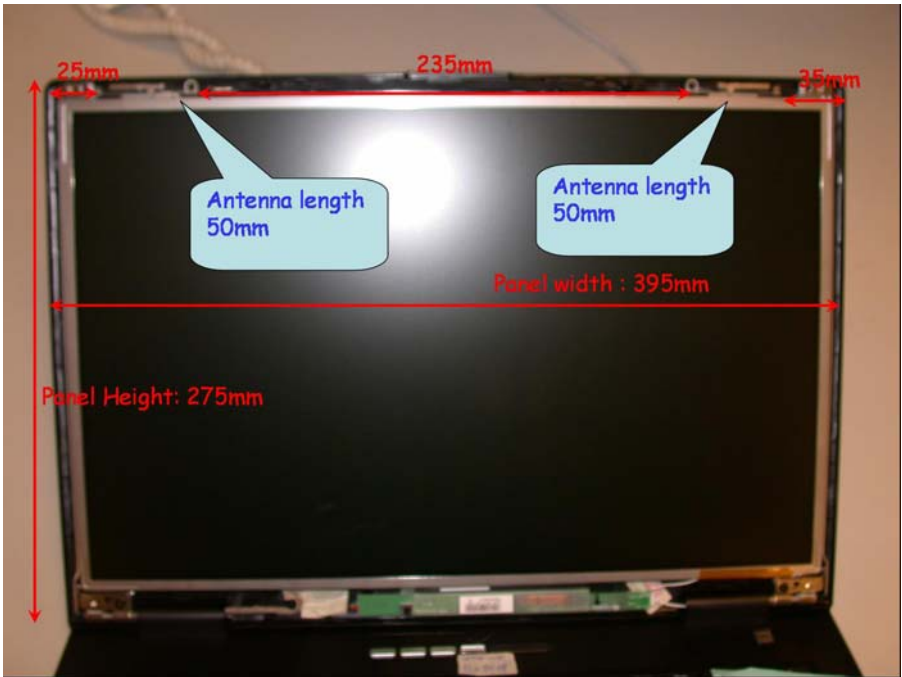 25mm
235mm
35mm
Antenna length
50mm
Antenna length
50mm
Panel width : 395mm
Panel Height: 275mm